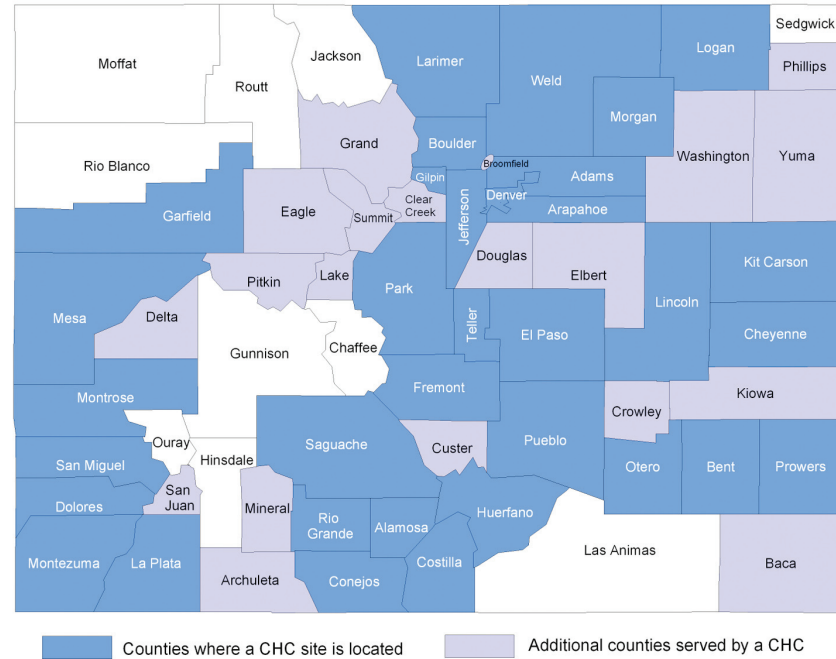 Sedgwick
Jackson
Logan
Moffat
Larimer
Phillips
Routt
Weld
Morgan
Grand
Boulder
Washington
Yuma
Rio Blanco
Broomfield
Gilpin
Adams
Clear
Creek
Denver
Eagle
Summit
Garfield
Jefferson
Arapahoe
Douglas
Kit Carson
Lake
Elbert
Pitkin
Park
Lincoln
Mesa
Delta
Teller
El Paso
Cheyenne
Chaffee
Gunnison
Fremont
Kiowa
Montrose
Crowley
Ouray
Saguache
Custer
Pueblo
Hinsdale
San Miguel
Otero
Bent
Prowers
San
Juan
Dolores
Mineral
Rio
Grande
Alamosa
Huerfano
Las Animas
Montezuma
La Plata
Costilla
Baca
Archuleta
Conejos
Counties where a CHC site is located
Additional counties served by a CHC